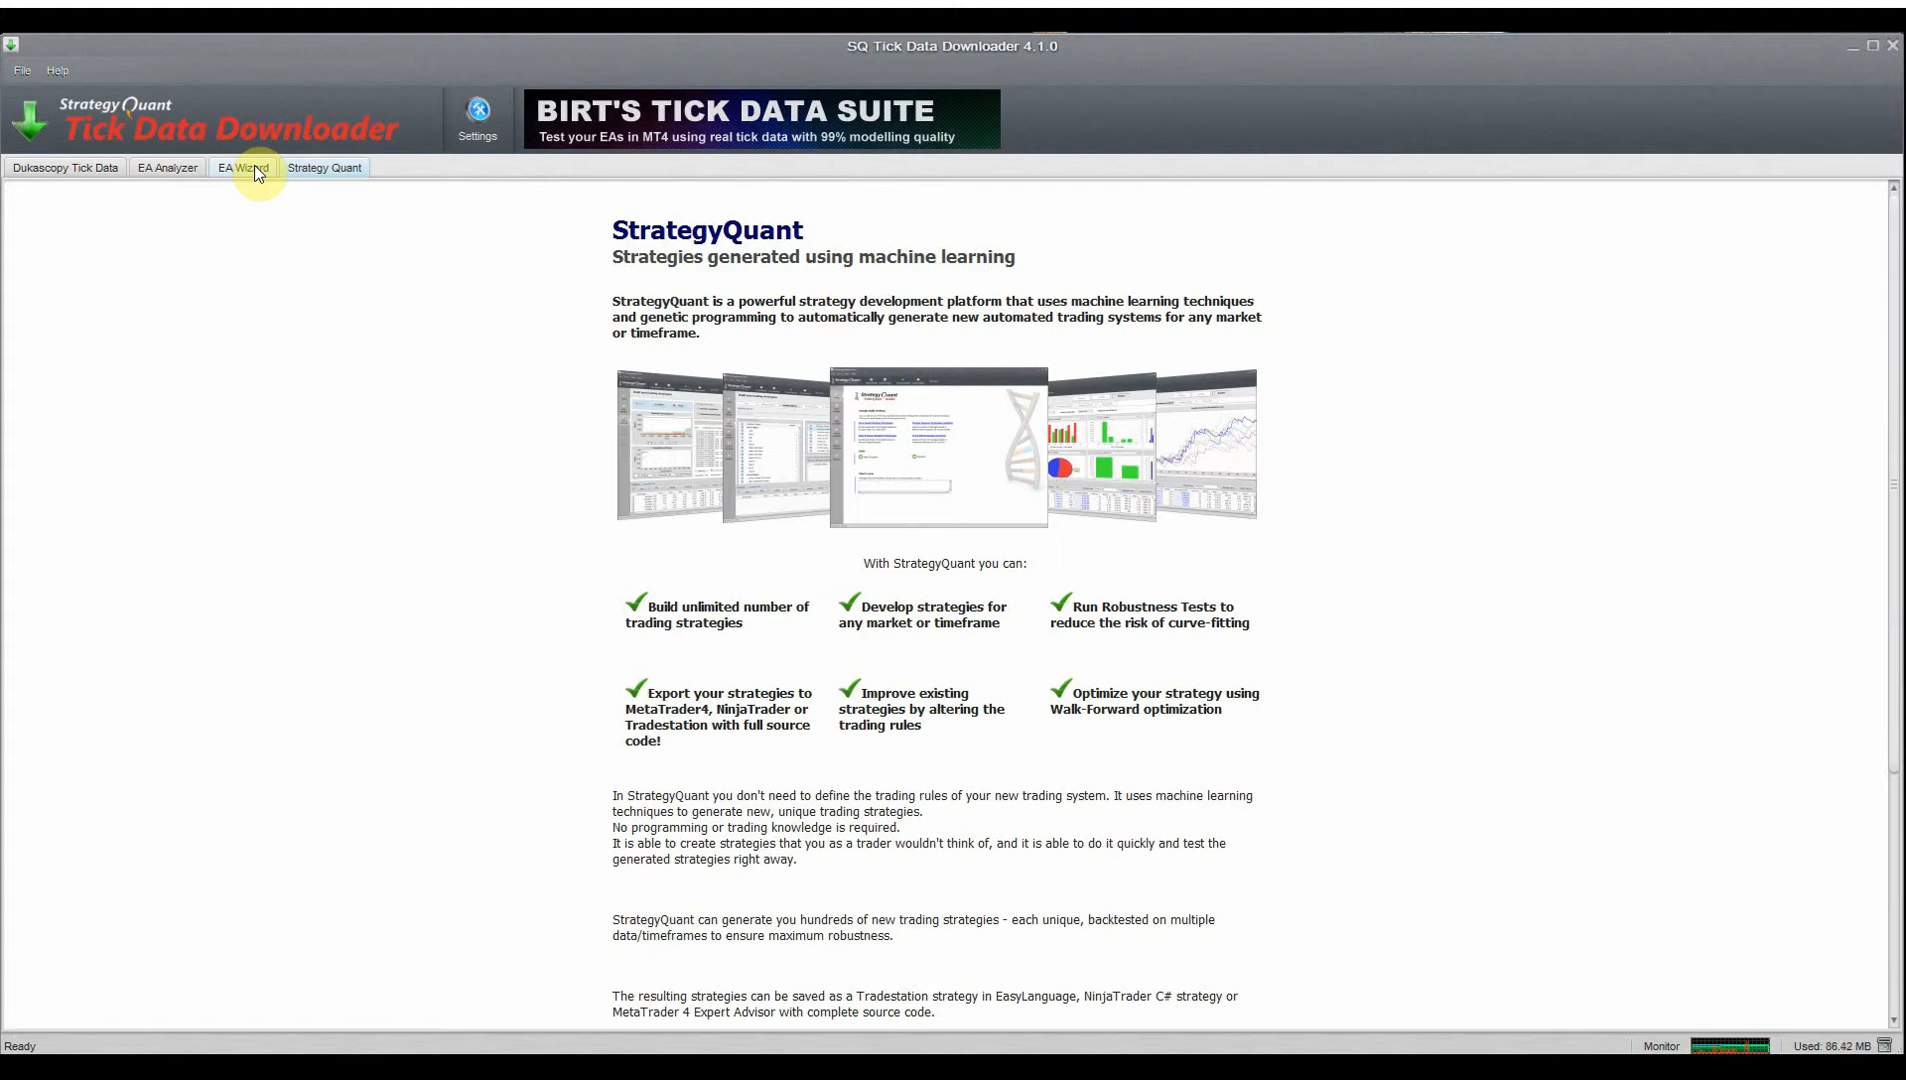 SQ Tick Data Downloader 4.1.0
File Help
StrategyQuant
Tick Data Downloader
Settings
BIRT'S TICK DATA SUITE
Test your EAs in MT4 using real tick data with 99% modelling quality
Dukascopy Tick Data EA Analyzer EA Wizard Strategy Quant
StrategyQuant
Strategies generated using machine learning
StrategyQuant is a powerful strategy development platform that uses machine learning techniques
and genetic programming to automatically generate new automated trading systems for any market
or timeframe.
With StrategyQuant you can:
Build unlimited number of
trading strategies
Develop strategies for
any market or timeframe
Run Robustness Tests to
reduce the risk of curve-fitting
Export your strategies to
MetaTrader4, NinjaTrader or
Tradestation with full source
code!
Improve existing
strategies by altering the
trading rules
Optimize your strategy using
Walk-Forward optimization
In StrategyQuant you don't need to define the trading rules of your new trading system. It uses machine learning
techniques to generate new, unique trading strategies.
No programming or trading knowledge is required.
It is able to create strategies that you as a trader wouldn't think of, and it is able to do it quickly and test the
generated strategies right away.
StrategyQuant can generate you hundreds of new trading strategies - each unique, backtested on multiple
data/timeframes to ensure maximum robustness.
The resulting strategies can be saved as a Tradestation strategy in EasyLanguage, NinjaTrader C# strategy or
MetaTrader 4 Expert Advisor with complete source code.
Ready
Monitor
Used: 86.42 MB